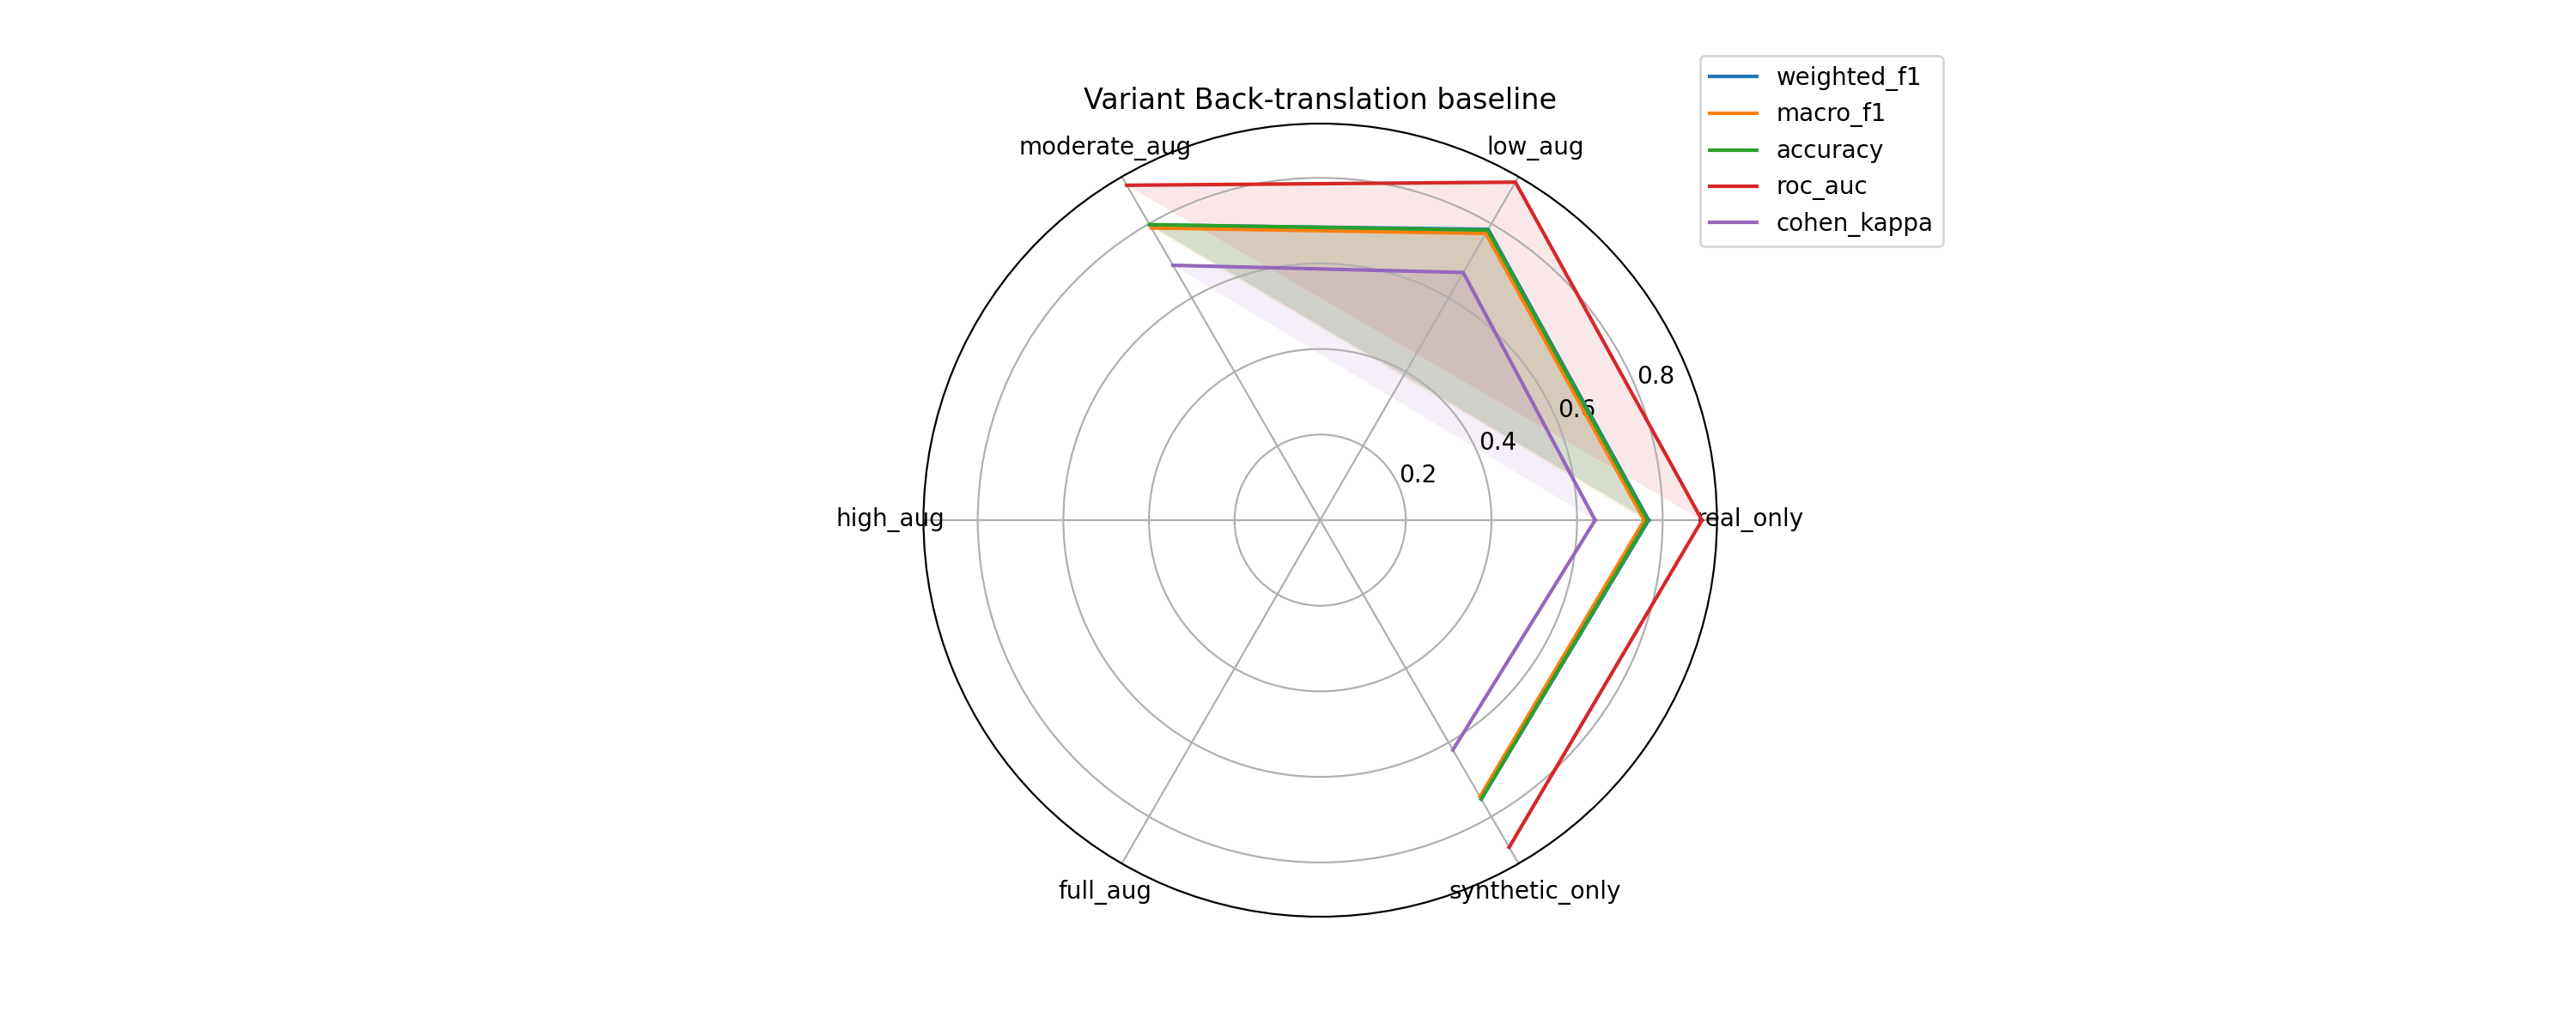 Variant Back-translation baseline
weighted_f1
macro_f1
accuracy
roc_auc
cohen_kappa
moderate_aug
low_aug
0.8
0.6
0.4
0.2
high_aug
real_only
full_aug
synthetic_only